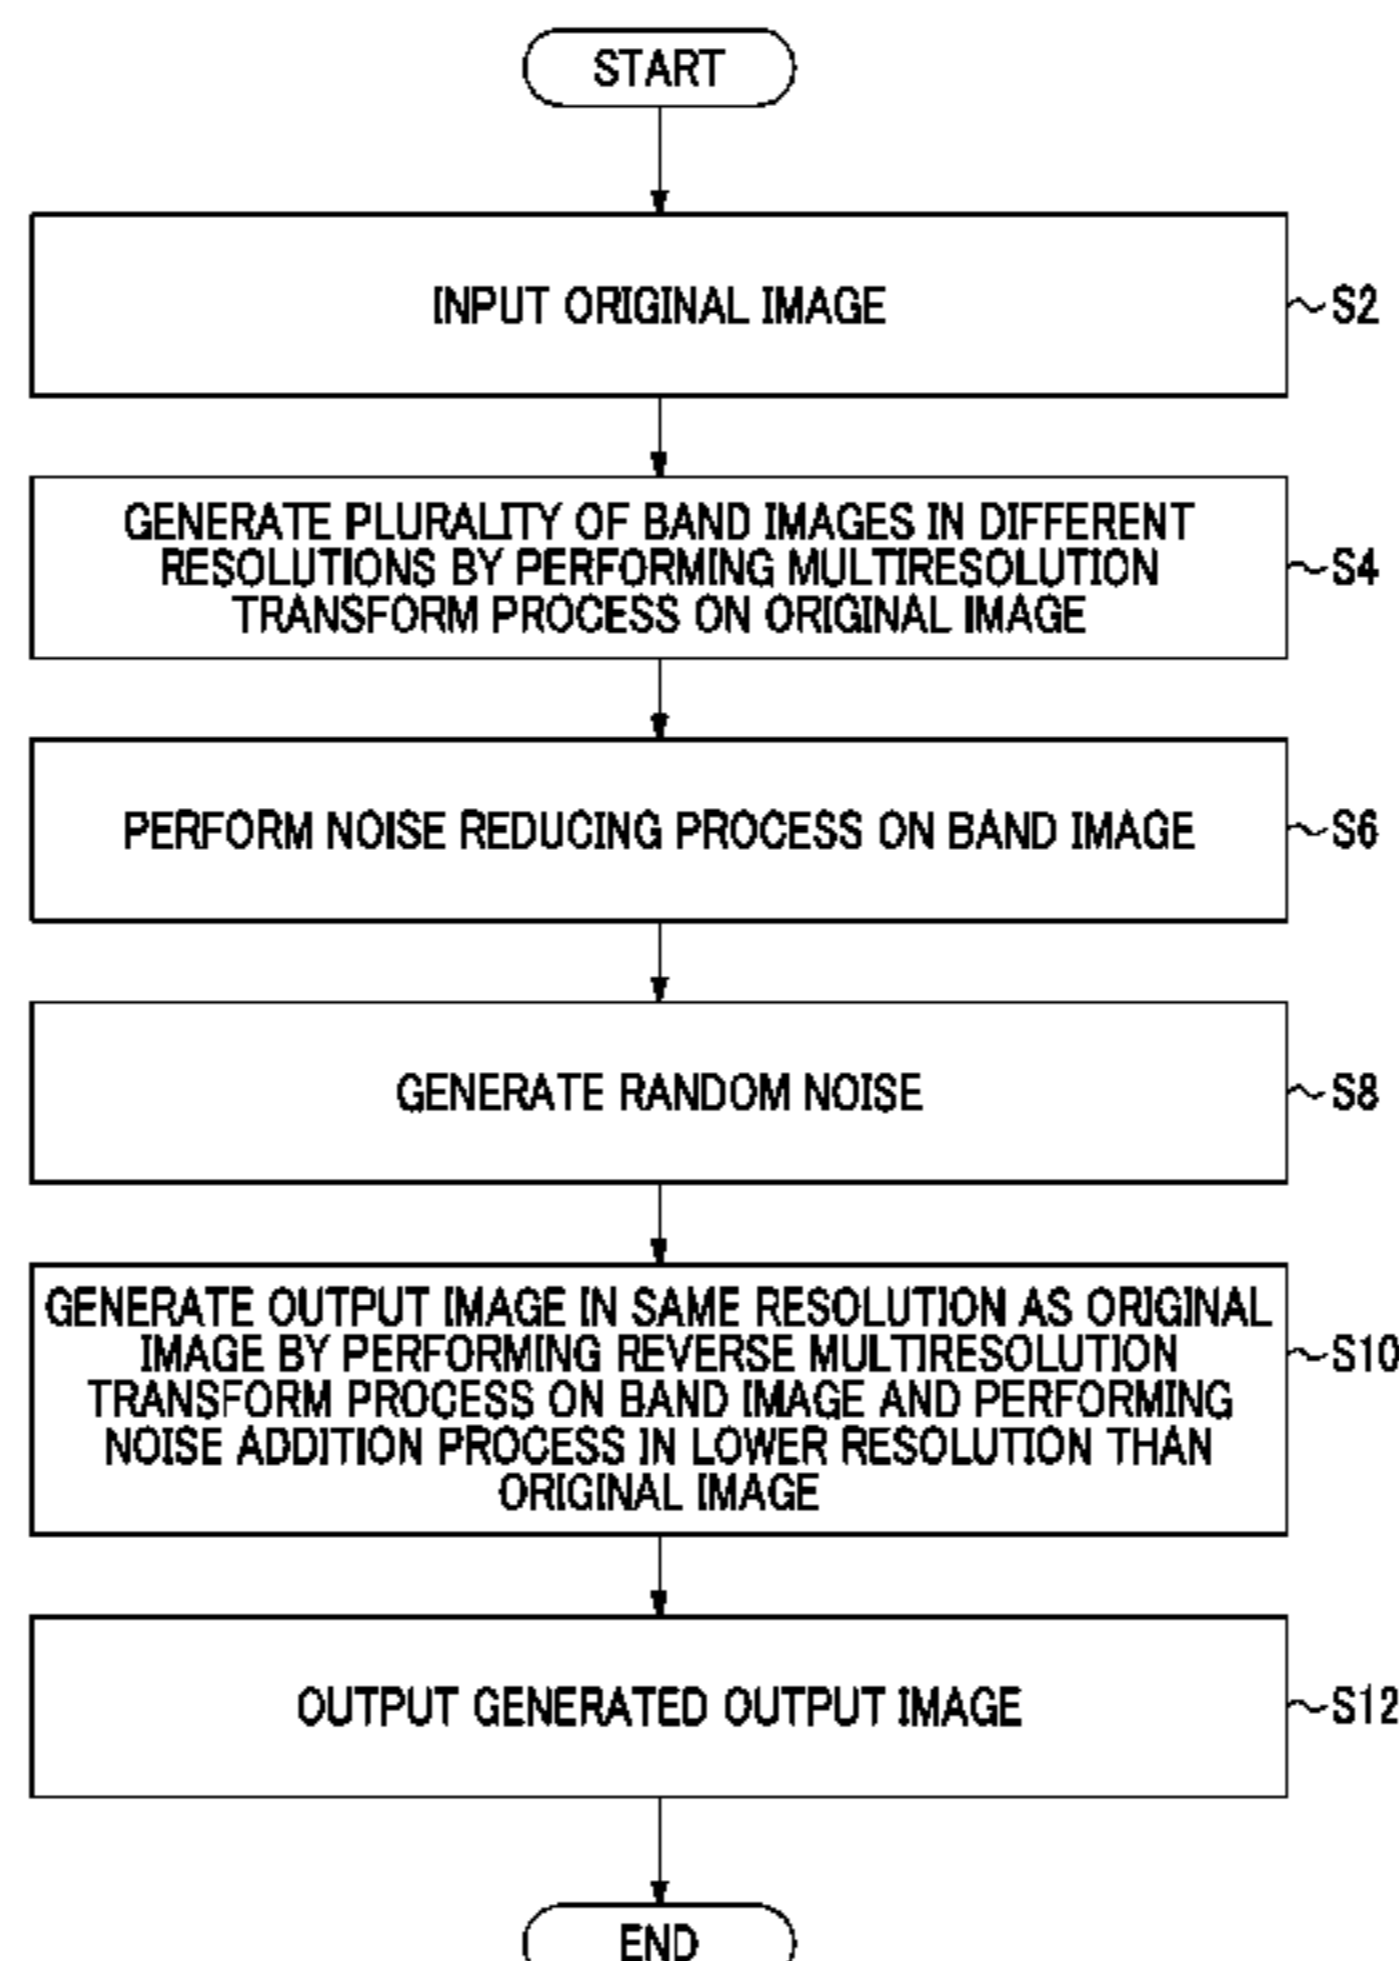 START
INPUT ORIGINAL IMAGE
S2
GENERATE PLURALITY OF BAND IMAGES IN DIFFERENT
RESOLUTIONS BY PERFORMING MULTIRESOLUTION
TRANSFORM PROCESS ON ORIGINAL IMAGE
S4
PERFORM NOISE REDUCING PROCESS ON BAND IMAGE
S6
GENERATE RANDOM NOISE
S8
GENERATE OUTPUT IMAGE IN SAME RESOLUTION AS ORIGINAL
IMAGE BY PERFORMING REVERSE MULTIRESOLUTION
TRANSFORM PROCESS ON BAND IMAGE AND PERFORMING
NOISE ADDITION PROCESS IN LOWER RESOLUTION THAN
ORIGINAL IMAGE
S10
OUTPUT GENERATED OUTPUT IMAGE
S12
END